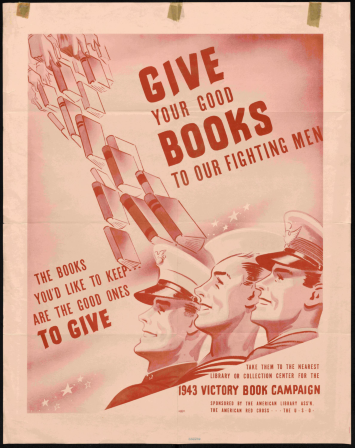 GIVE
YOUR GOOD
BOOKS
TO OUR FIGHTING MEN
THE BOOKS
YOU'D LIKE TO KEEP...
ARE THE GOOD ONES
TO GIVE
TAKE THEM TO THE NEAREST
LIBRARY OR COLLECTION CENTER FOR THE
1943 VICTORY BOOK CAMPAIGN
SPONSORED BY THE AMERICAN LIBRARY ASS'N.
THE AMERICAN RED CROSS · · · THE U·S·O·